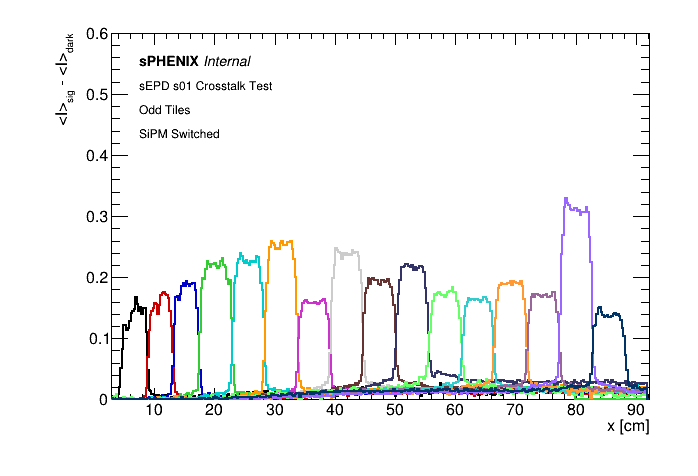 <I>sig - <I>dark
0.6
0.5
0.4
0.3
0.2
0.1
0
sPHENIX Internal
sEPD s01 Crosstalk Test
Odd Tiles
SiPM Switched
10 20 30 40 50 60 70 80 90
x [cm]